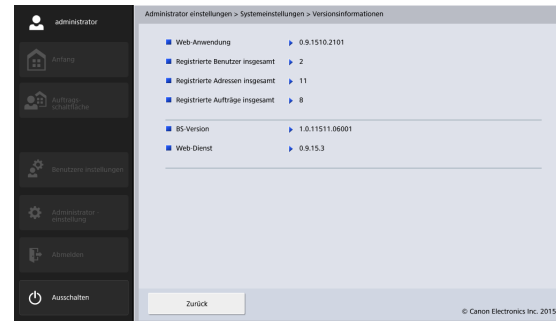 administrator
Anfang
Auftrags-
schaltfläche
Benutzere instellungen
Administrator-
einstellung
Abmelden
Ausschalten
Administrator einstellungen > Systemeinstellungen > Versionsinformationen
Web-Anwendung 0.9.1510.2101
Registrierte Benutzer insgesamt 2
Registrierte Adressen insgesamt 11
Registrierte Aufträge insgesamt 8
BS-Version 1.0.11511.06001
Web-Dienst 0.9.15.3
Zurück
© Canon Electronics Inc. 2015